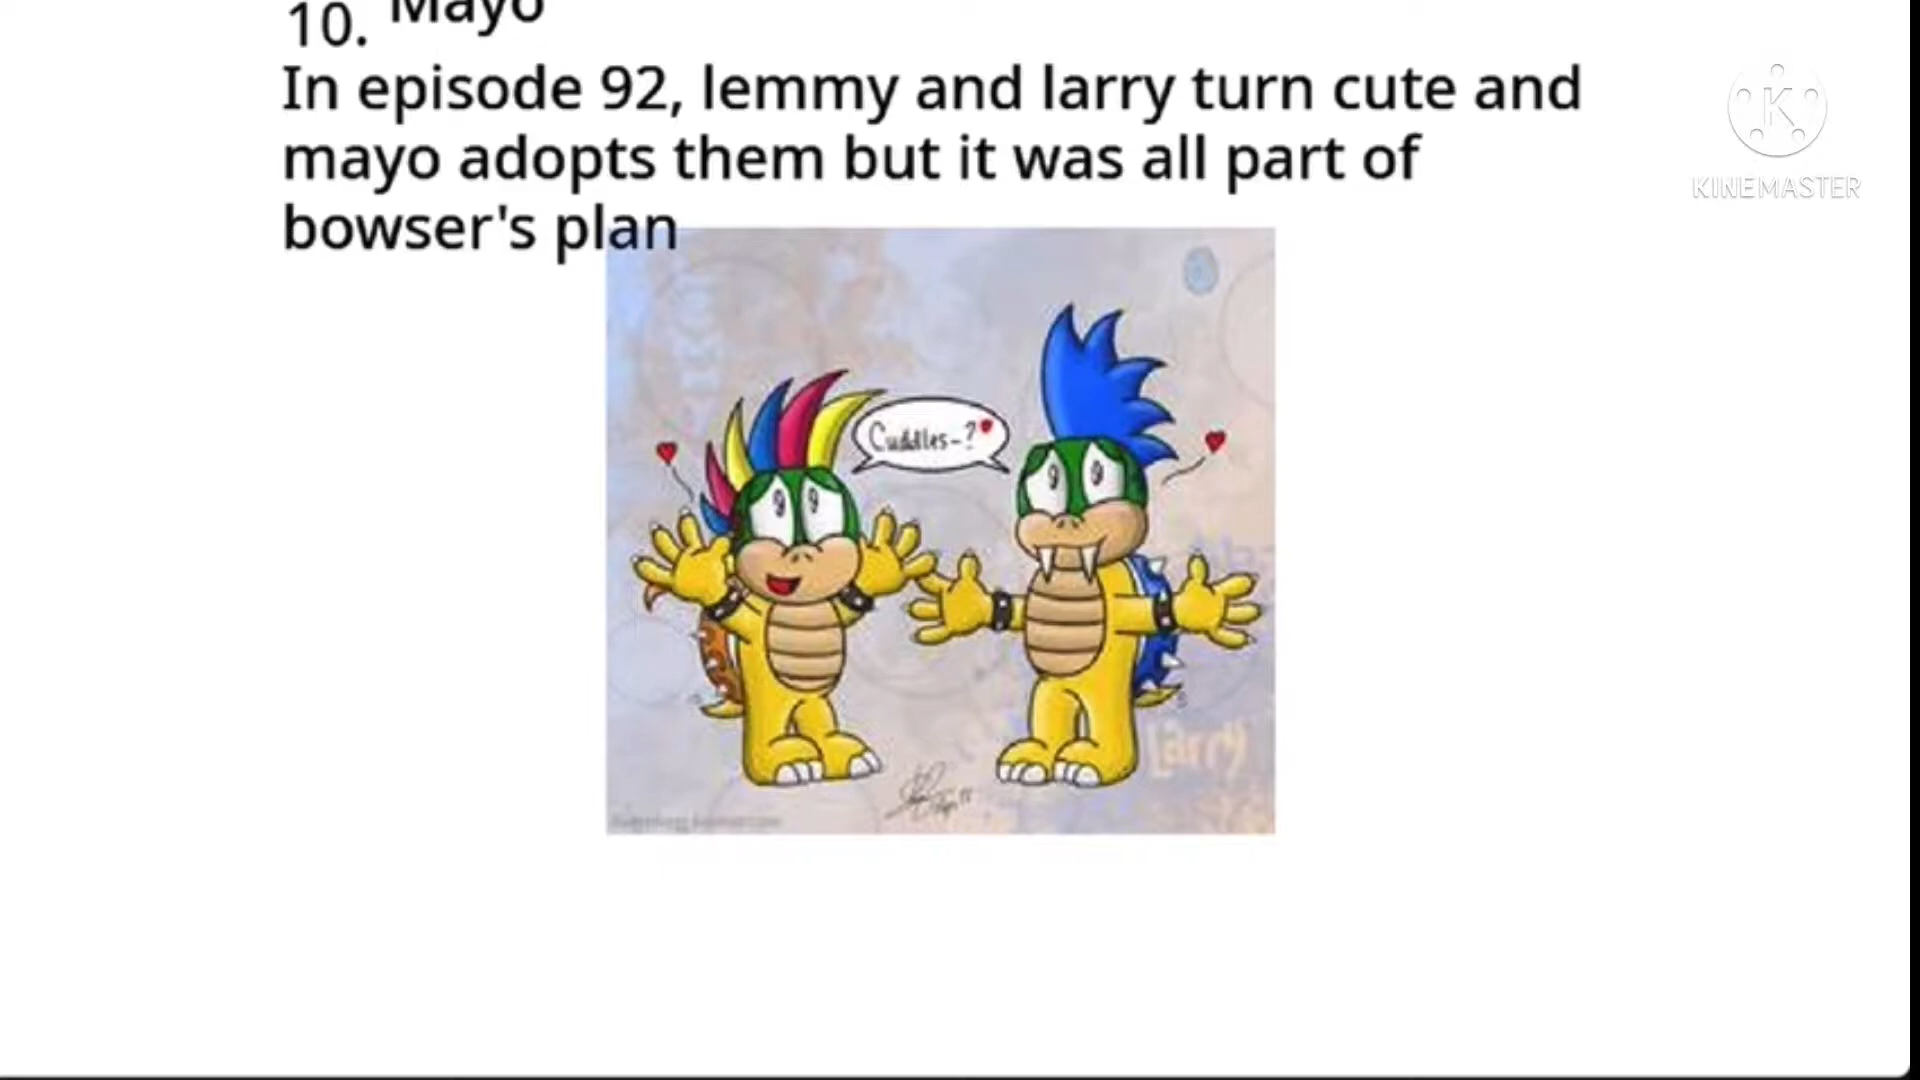 10. Mayo
In episode 92, lemmy and larry turn cute and
mayo adopts them but it was all part of
bowser's plan
KINEMASTER
Cuddles-?
Larry